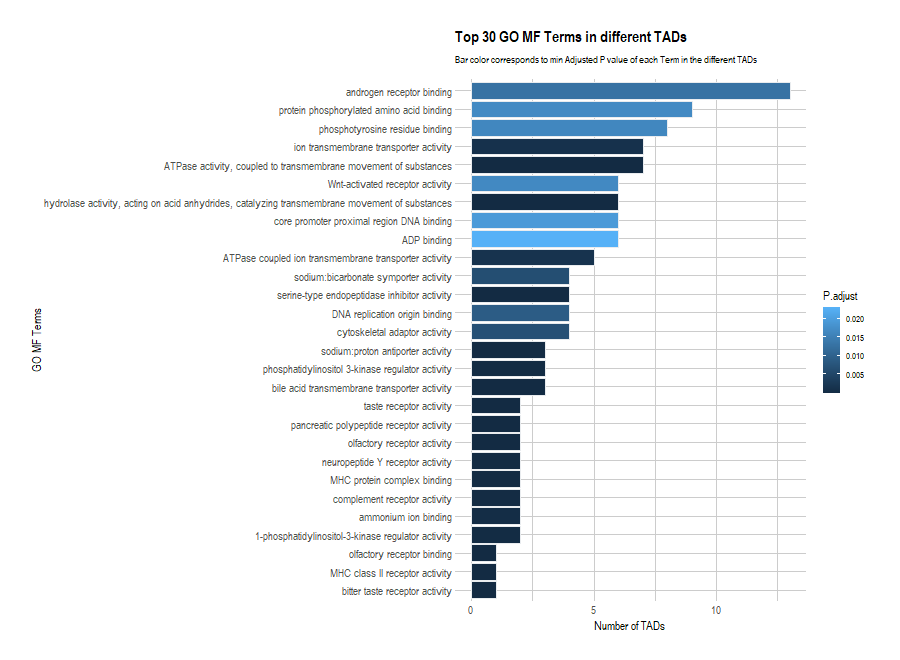 Top 30 GO MF Terms in different TADs
Bar color corresponds to min Adjusted P value of each Term in the different TADs
GO MF Terms
androgen receptor binding
protein phosphorylated amino acid binding
phosphotyrosine residue binding
ion transmembrane transporter activity
ATPase activity, coupled to transmembrane movement of substances
Wnt-activated receptor activity
hydrolase activity, acting on acid anhydrides, catalyzing transmembrane movement of substances
core promoter proximal region DNA binding
ADP binding
ATPase coupled ion transmembrane transporter activity
sodium:bicarbonate symporter activity
serine-type endopeptidase inhibitor activity
DNA replication origin binding
cytoskeletal adaptor activity
sodium:proton antiporter activity
phosphatidylinositol 3-kinase regulator activity
bile acid transmembrane transporter activity
taste receptor activity
pancreatic polypeptide receptor activity
olfactory receptor activity
neuropeptide Y receptor activity
MHC protein complex binding
complement receptor activity
ammonium ion binding
1-phosphatidylinositol-3-kinase regulator activity
olfactory receptor binding
MHC class II receptor activity
bitter taste receptor activity
0 5 10
Number of TADs
P.adjust
0.020
0.015
0.010
0.005